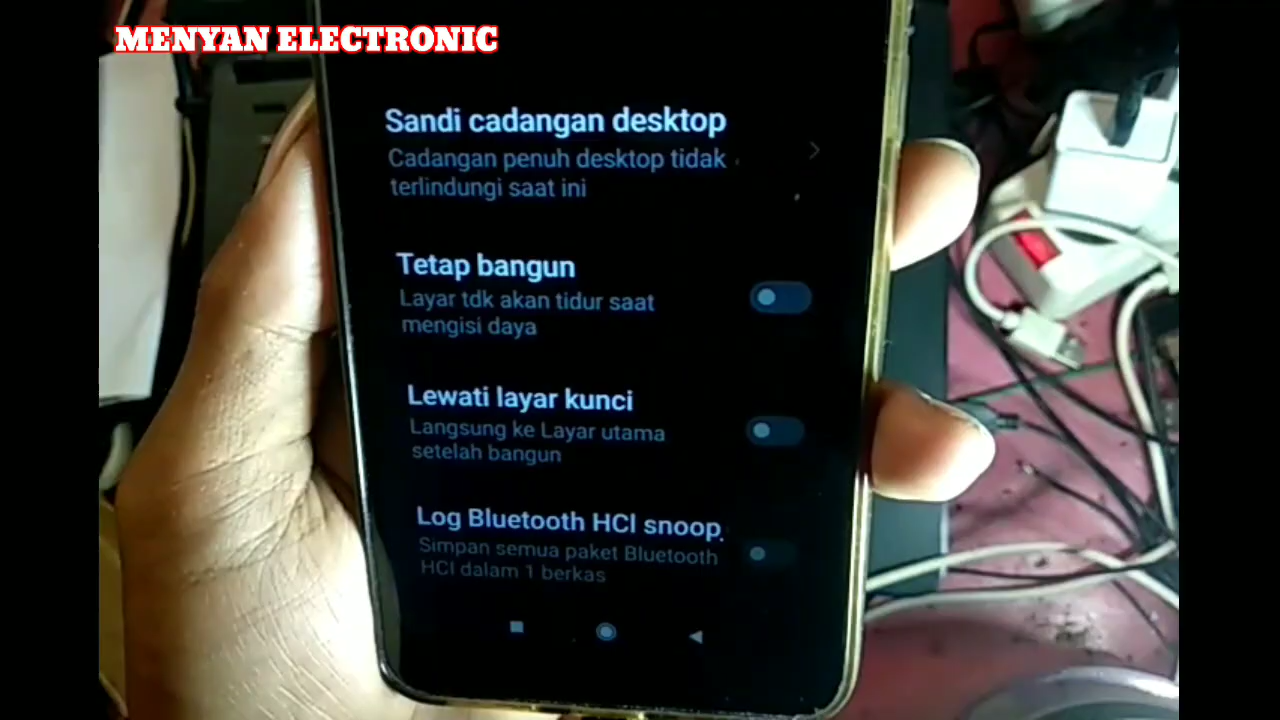 MENYAN ELECTRONIC
Sandi cadangan desktop
Cadangan penuh desktop tidak
terlindungi saat ini
Tetap bangun
Layar tdk akan tidur saat
mengisi daya
Lewati layar kunci
Langsung ke Layar utama
setelah bangun
Log Bluetooth HCI snoop
Simpan semua paket Bluetooth
HCI dalam 1 berkas